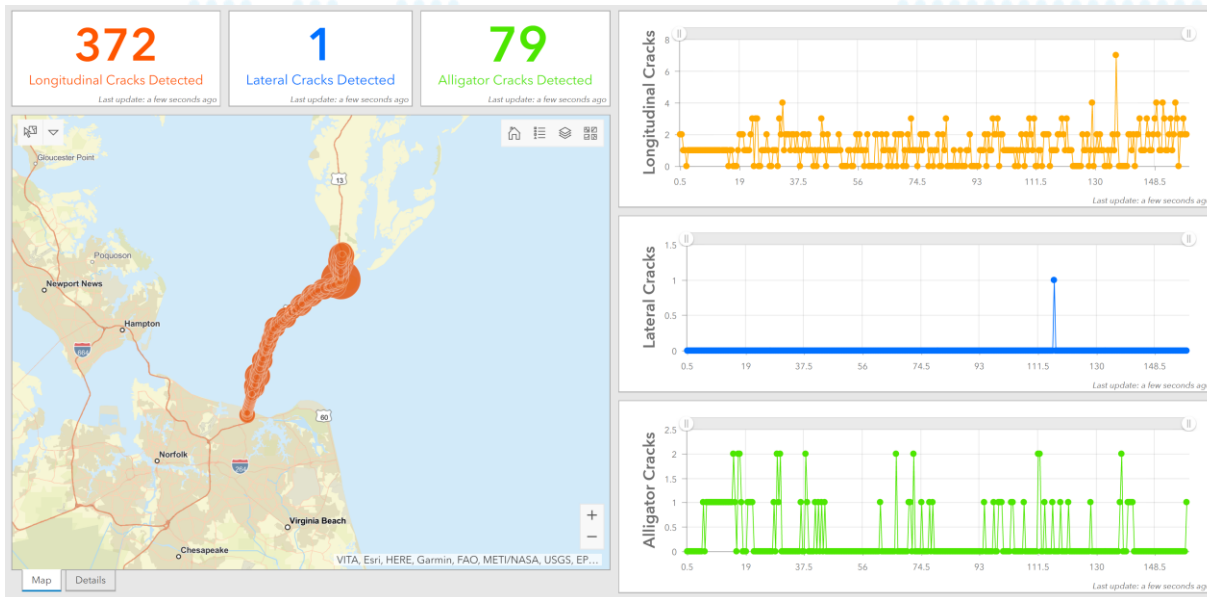 372
Longitudinal Cracks Detected
Last update: a few seconds ago
1
Lateral Cracks Detected
Last update: a few seconds ago
79
Alligator Cracks Detected
Last update: a few seconds ago
Gloucester Point
13
Poquoson
Newport News
Hampton
664
60
Norfolk
264
Virginia Beach
Chesapeake
+
−
VITA, Esri, HERE, Garmin, FAO, METI/NASA, USGS, EP...
Map
Details
Longitudinal Cracks
8
6
4
2
0
0.5 19 37.5 56 74.5 93 111.5 130 148.5
Last update: a few seconds ago
Lateral Cracks
1.5
1
0.5
0
0.5 19 37.5 56 74.5 93 111.5 130 148.5
Last update: a few seconds ago
Alligator Cracks
2.5
2
1.5
1
0.5
0
0.5 19 37.5 56 74.5 93 111.5 130 148.5
Last update: a few seconds ago